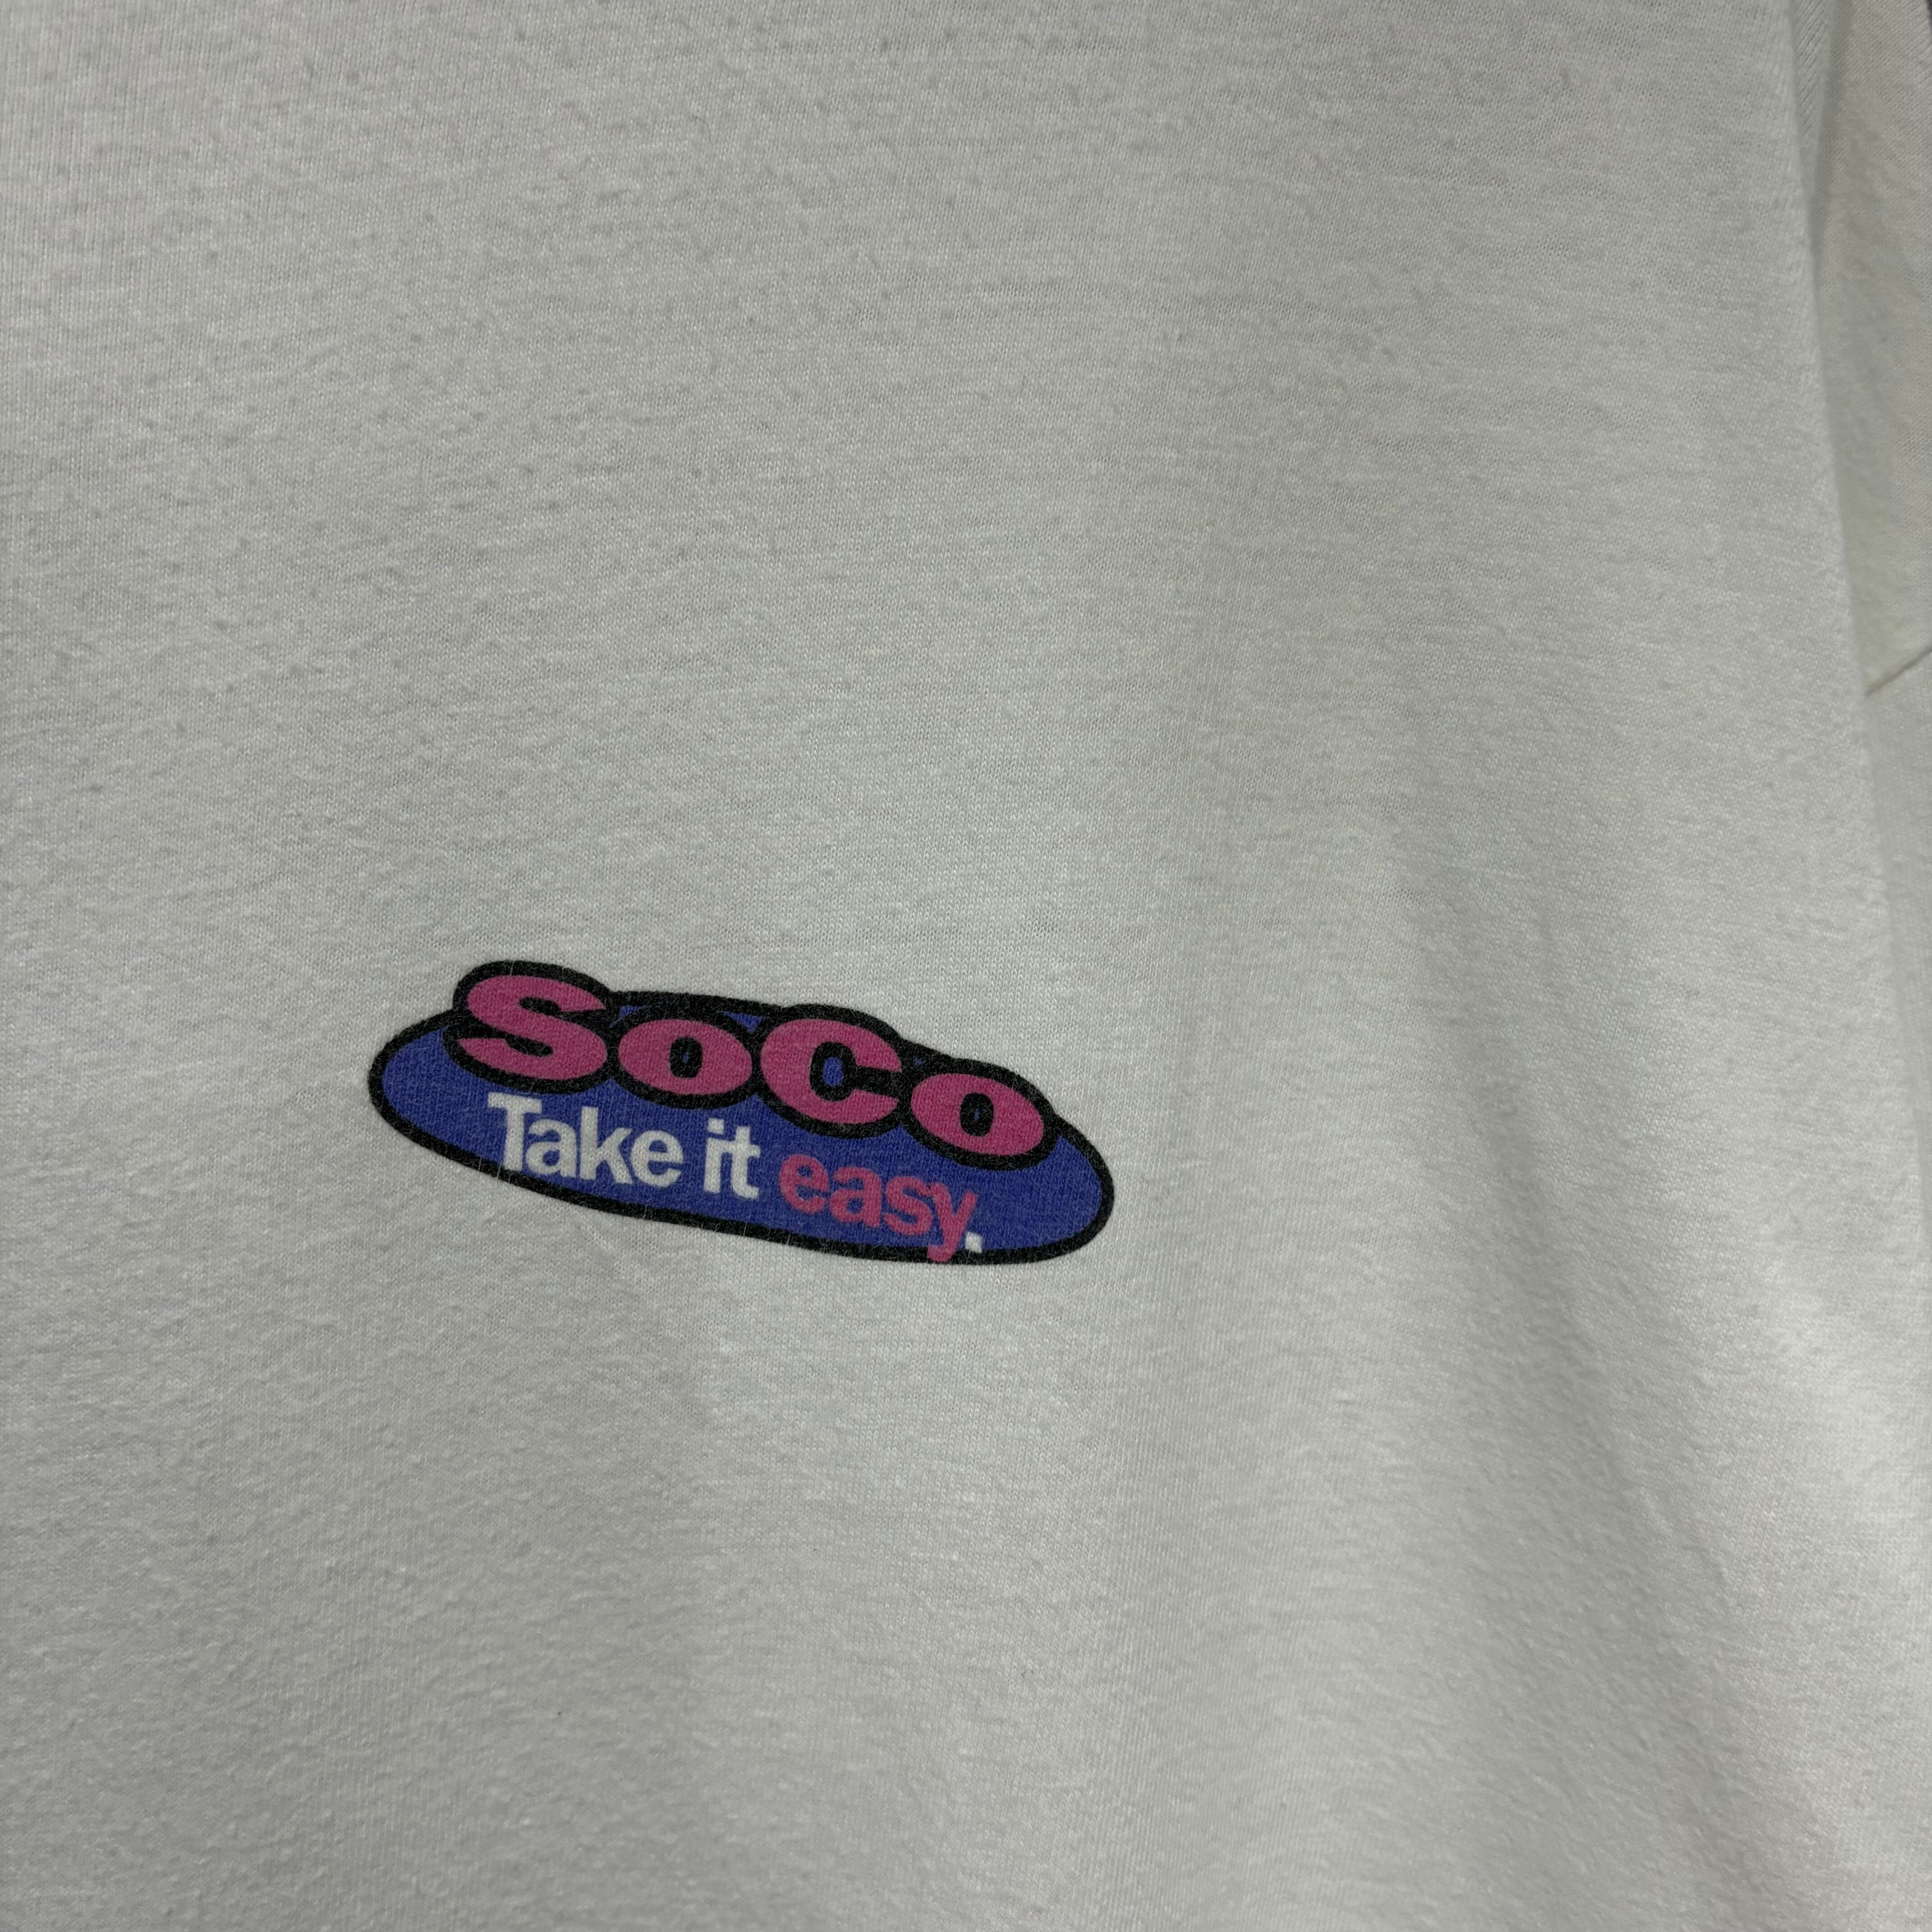 SoCo
Take it easy.